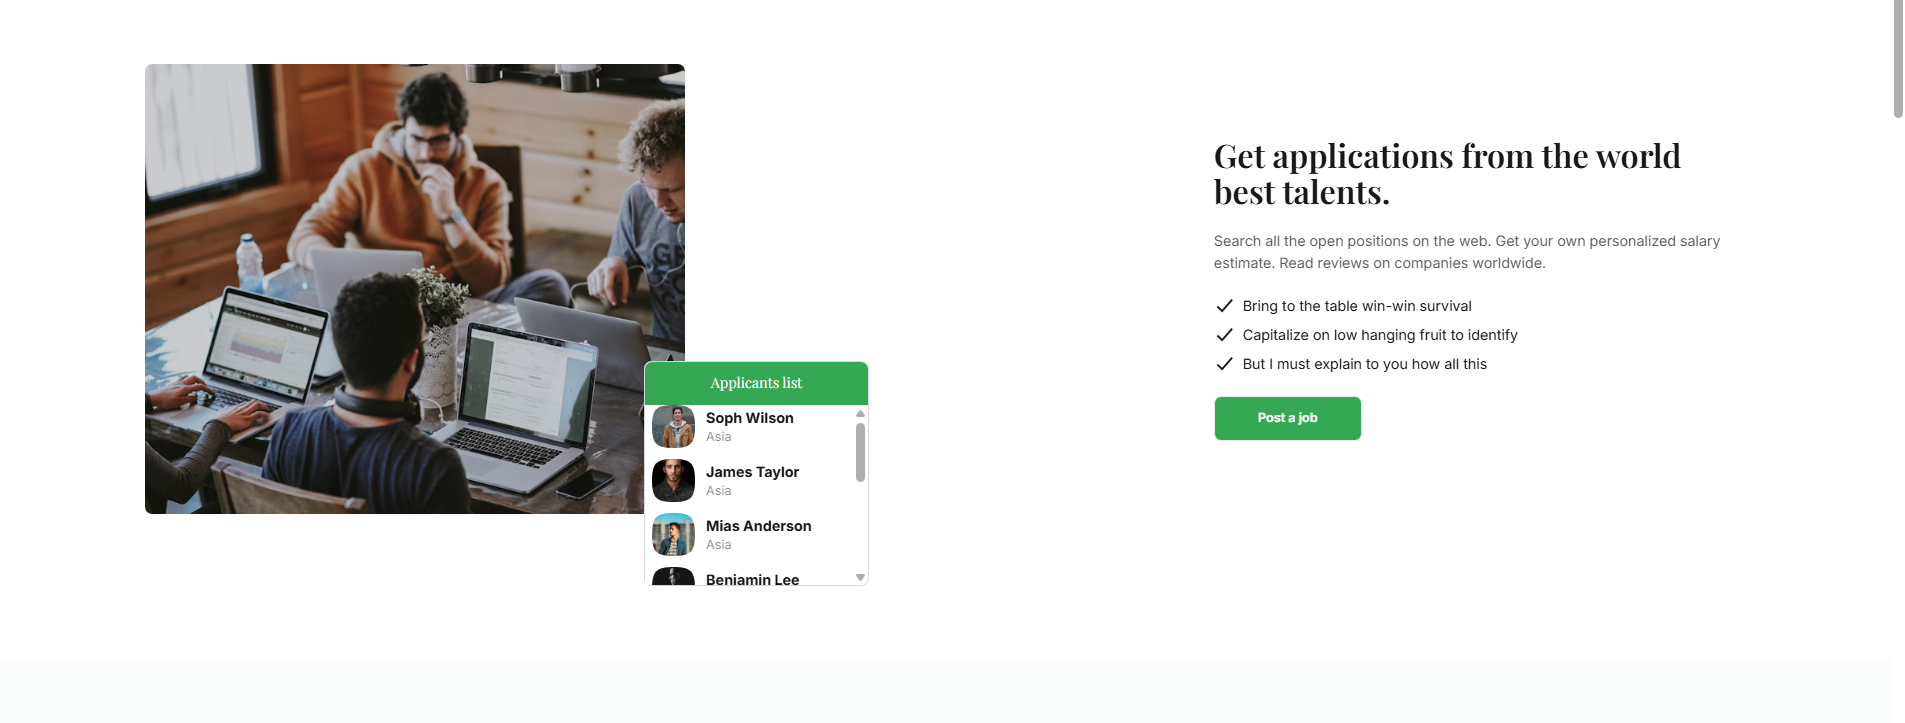 Get applications from the world
best talents.
Search all the open positions on the web. Get your own personalized salary
estimate. Read reviews on companies worldwide.
Bring to the table win-win survival
Capitalize on low hanging fruit to identify
But I must explain to you how all this
Post a job
Applicants list
Soph Wilson
Asia
James Taylor
Asia
Mias Anderson
Asia
Benjamin Lee